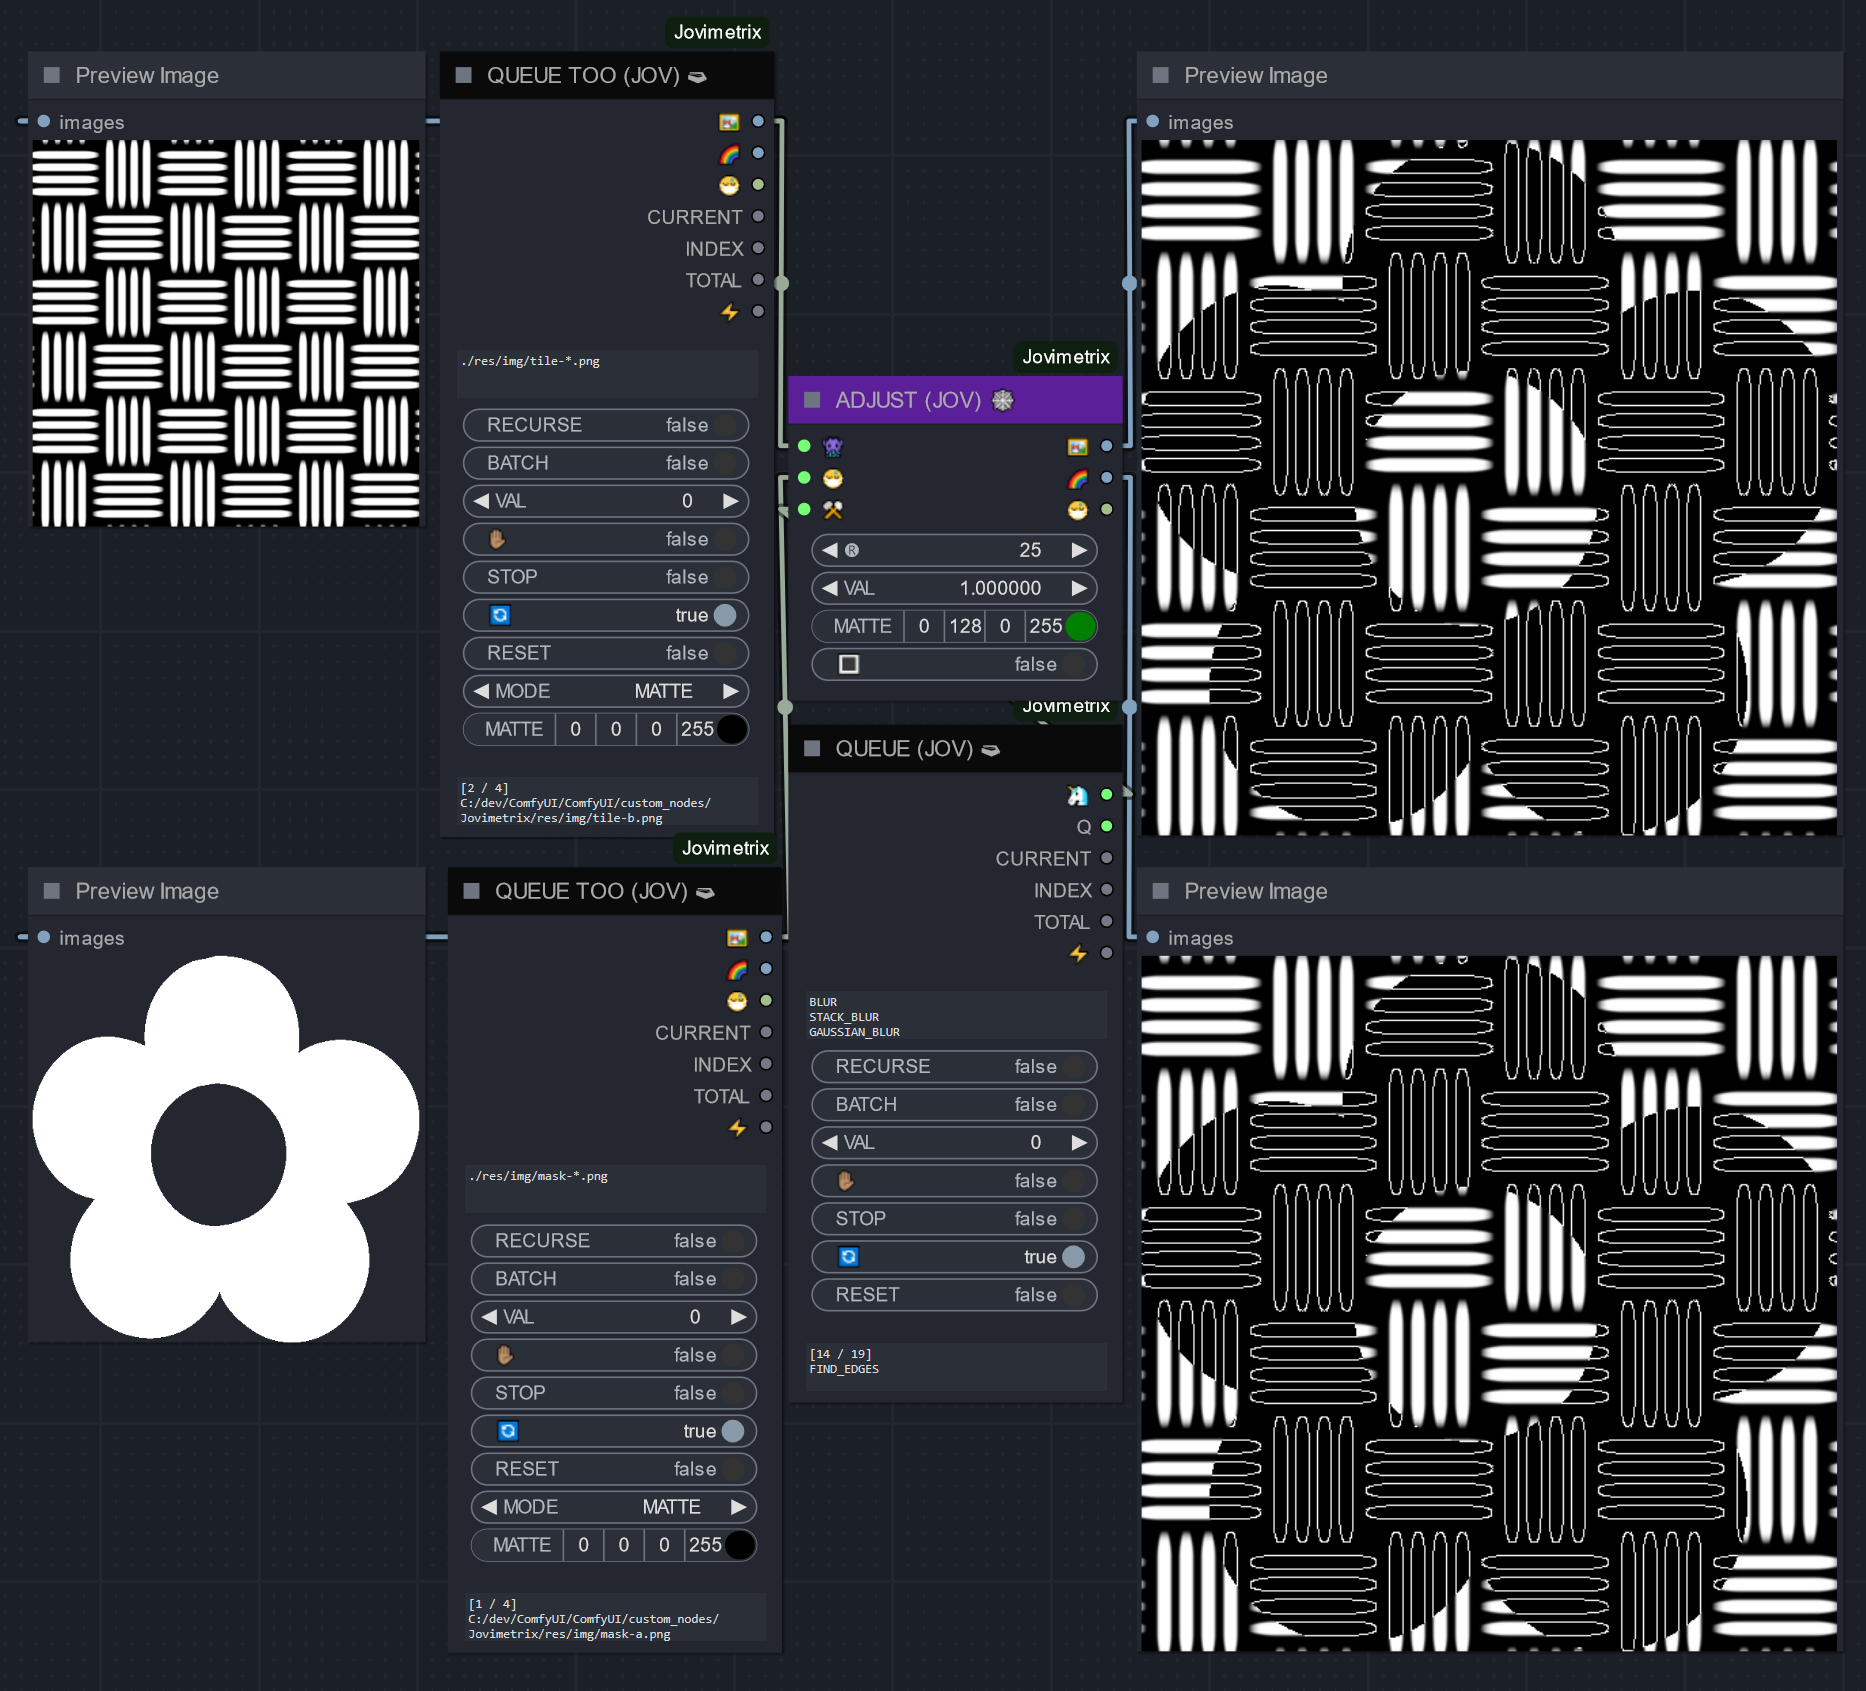 Jovimetrix
Preview Image
images
QUEUE TOO (JOV)
CURRENT
INDEX
TOTAL
./res/img/tile-*.png
RECURSE false
BATCH false
VAL 0
false
STOP false
true
RESET false
MODE MATTE
MATTE 0 0 0 255
[2 / 4]
C:/dev/ComfyUI/ComfyUI/custom_nodes/
Jovimetrix/res/img/tile-b.png
Jovimetrix
ADJUST (JOV)
® 25
VAL 1.000000
MATTE 0 128 0 255
false
Preview Image
images
Preview Image
images
Jovimetrix
QUEUE TOO (JOV)
CURRENT
INDEX
TOTAL
./res/img/mask-*.png
RECURSE false
BATCH false
VAL 0
false
STOP false
true
RESET false
MODE MATTE
MATTE 0 0 0 255
[1 / 4]
C:/dev/ComfyUI/ComfyUI/custom_nodes/
Jovimetrix/res/img/mask-a.png
Jovimetrix
QUEUE (JOV)
Q
CURRENT
INDEX
TOTAL
BLUR
STACK_BLUR
GAUSSIAN_BLUR
RECURSE false
BATCH false
VAL 0
false
STOP false
true
RESET false
[14 / 19]
FIND_EDGES
Preview Image
images